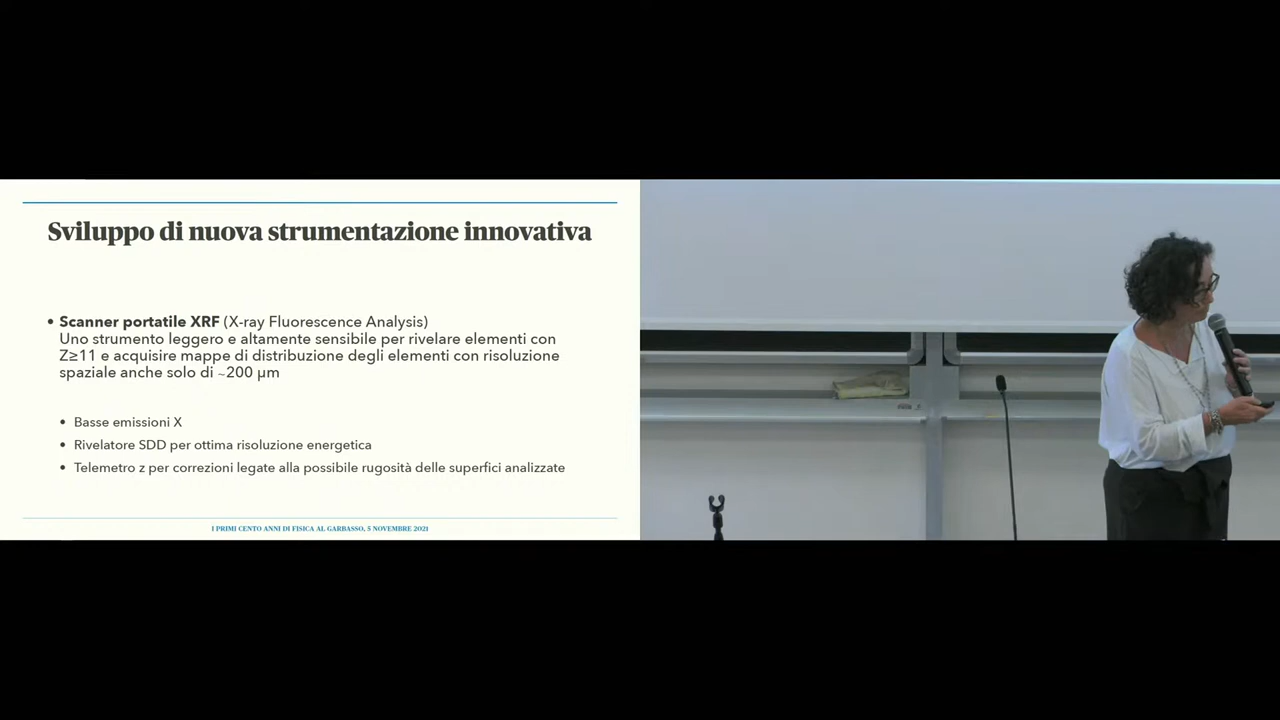 Sviluppo di nuova strumentazione innovativa
• Scanner portatile XRF (X-ray Fluorescence Analysis)
Uno strumento leggero e altamente sensibile per rivelare elementi con
Z≥11 e acquisire mappe di distribuzione degli elementi con risoluzione
spaziale anche solo di ~200 μm
• Basse emissioni X
• Rivelatore SDD per ottima risoluzione energetica
• Telemetro z per correzioni legate alla possibile rugosità delle superfici analizzate
I PRIMI CENTO ANNI DI FISICA AL GARBASSO, 5 NOVEMBRE 2021